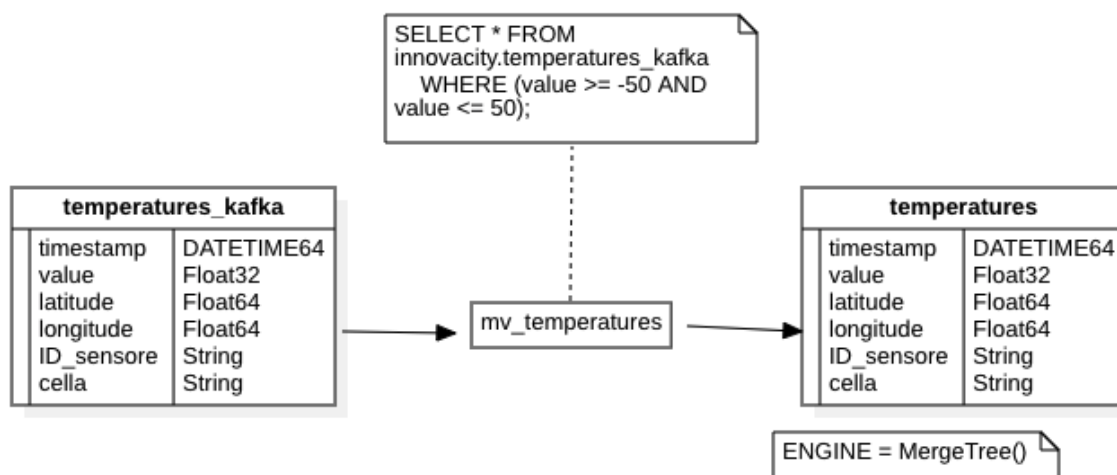 SELECT * FROM
innovacity.temperatures_kafka
WHERE (value >= -50 AND
value <= 50);
temperatures_kafka
timestamp DATETIME64
value Float32
latitude Float64
longitude Float64
ID_sensore String
cella String
mv_temperatures
temperatures
timestamp DATETIME64
value Float32
latitude Float64
longitude Float64
ID_sensore String
cella String
ENGINE = MergeTree()